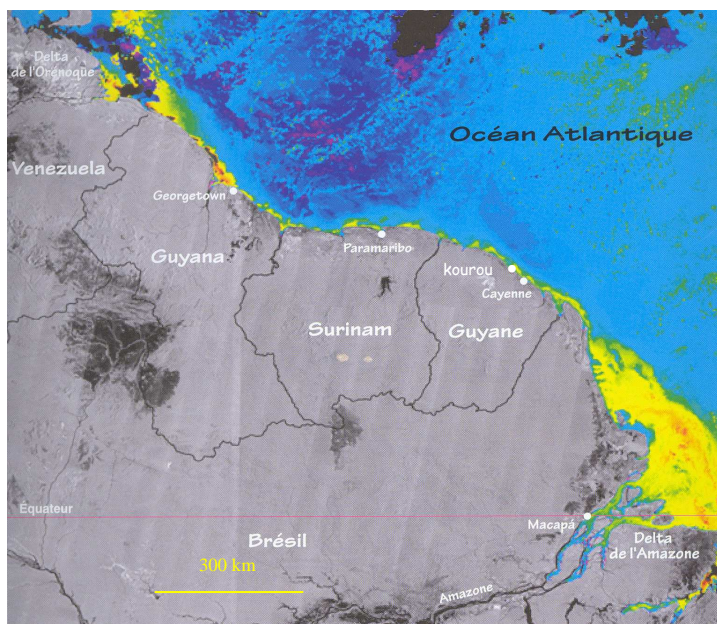 Delta
de l'Orénoque
Océan Atlantique
Venezuela
Georgetown
Paramaribo
Guyana
kourou
Cayenne
Surinam
Guyane
Équateur
Macapá
Brésil
Delta
de l'Amazone
300 km
Amazone